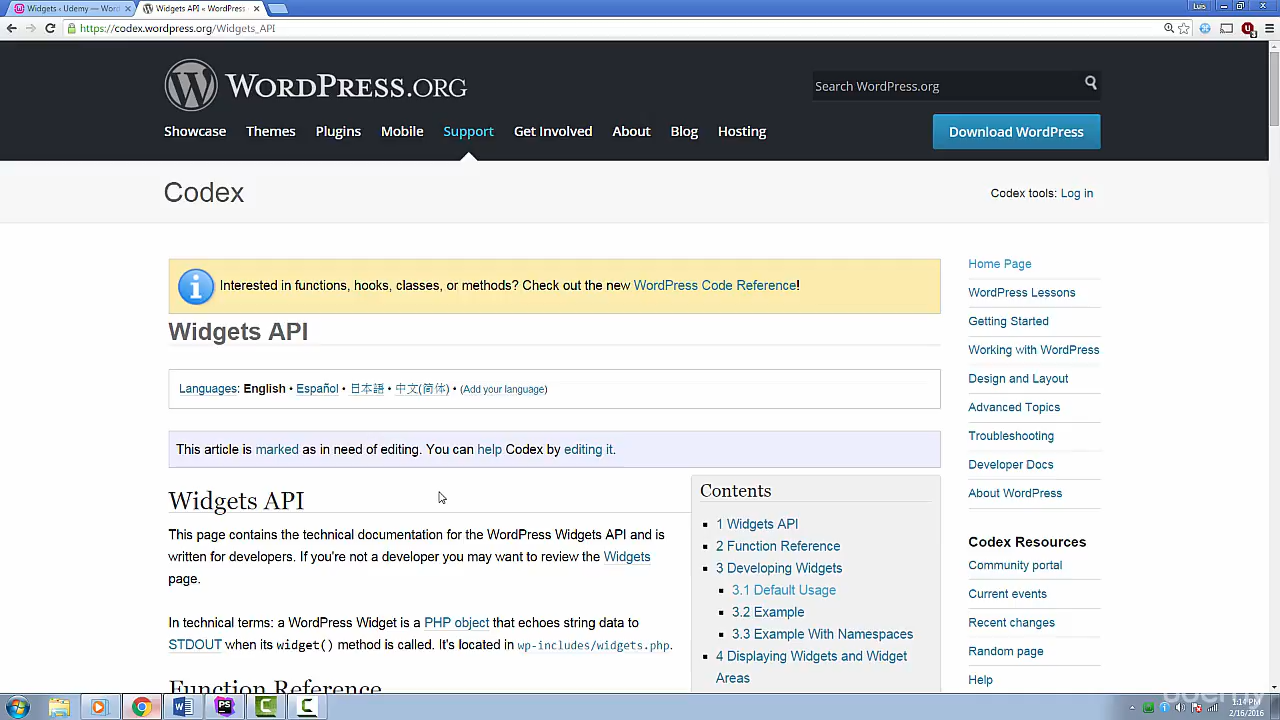 Widgets ‹ Udemy — Word
Widgets API « WordPress
Luis
https://codex.wordpress.org/Widgets_API
WORDPRESS.ORG
Search WordPress.org
Showcase Themes Plugins Mobile Support Get Involved About Blog Hosting
Download WordPress
Codex
Codex tools: Log in
Interested in functions, hooks, classes, or methods? Check out the new WordPress Code Reference!
Widgets API
Languages: English • Español • 日本語 • 中文(简体) • (Add your language)
This article is marked as in need of editing. You can help Codex by editing it.
Widgets API
This page contains the technical documentation for the WordPress Widgets API and is
written for developers. If you're not a developer you may want to review the Widgets
page.
In technical terms: a WordPress Widget is a PHP object that echoes string data to
STDOUT when its widget() method is called. It's located in wp-includes/widgets.php.
Function Reference
Contents
1 Widgets API
2 Function Reference
3 Developing Widgets
3.1 Default Usage
3.2 Example
3.3 Example With Namespaces
4 Displaying Widgets and Widget
Areas
Home Page
WordPress Lessons
Getting Started
Working with WordPress
Design and Layout
Advanced Topics
Troubleshooting
Developer Docs
About WordPress
Codex Resources
Community portal
Current events
Recent changes
Random page
Help
udemy
PS
1:14 PM
2/16/2016